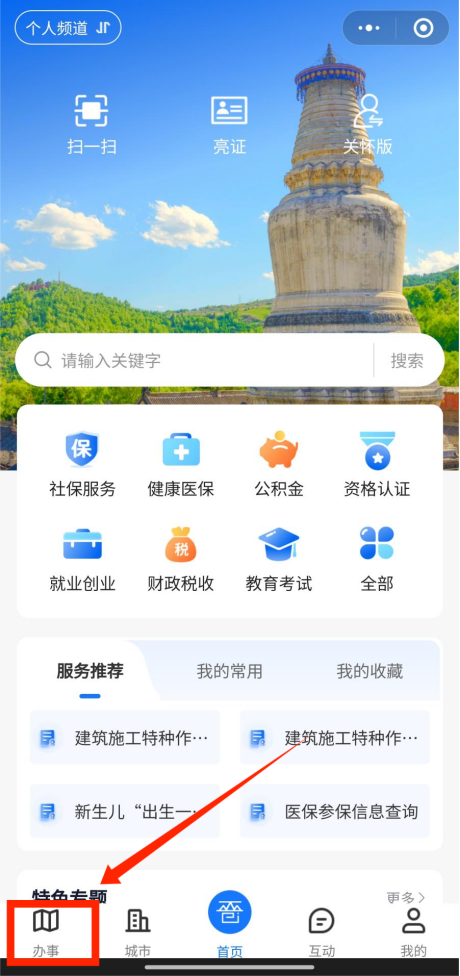 个人频道
扫一扫 亮证 关怀版
请输入关键字 搜索
保
社保服务 健康医保 公积金 资格认证
税
就业创业 财政税收 教育考试 全部
服务推荐 我的常用 我的收藏
建筑施工特种作… 建筑施工特种作…
新生儿“出生一… 医保参保信息查询
特色专题 更多
办事 城市 首页 互动 我的